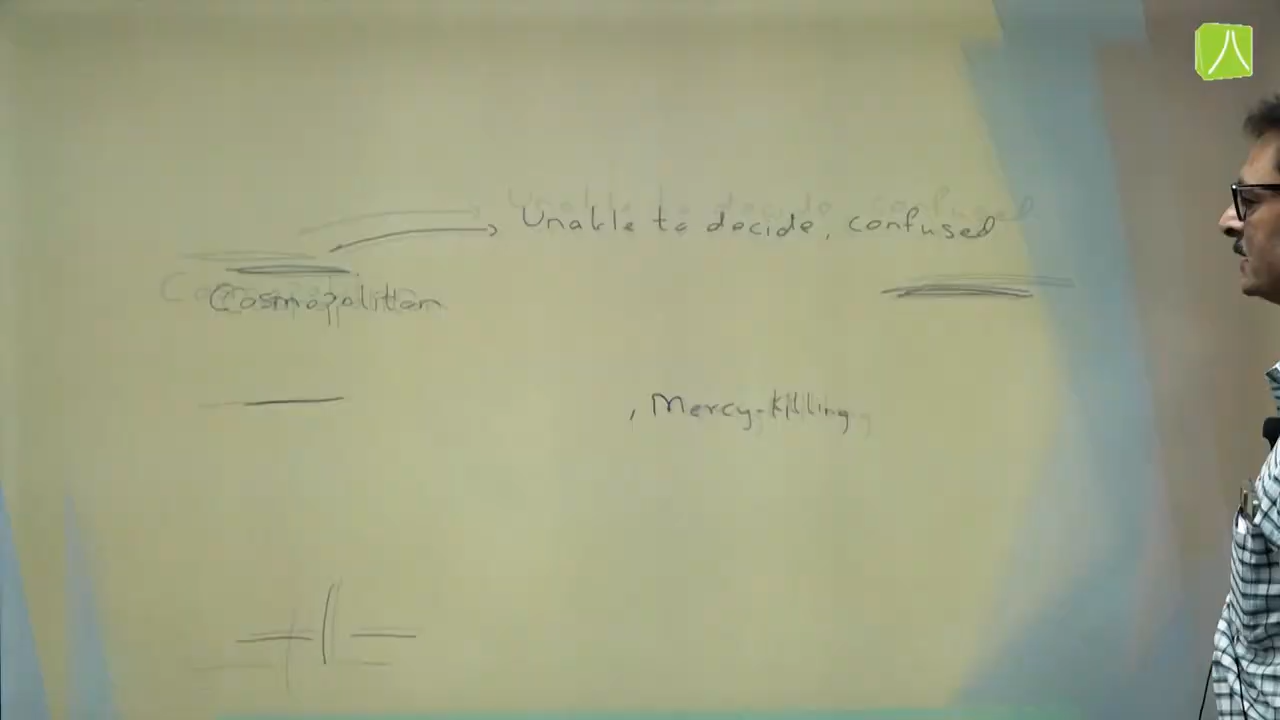 Unable to decide, confused
Cosmopolitan
, Mercy-killing